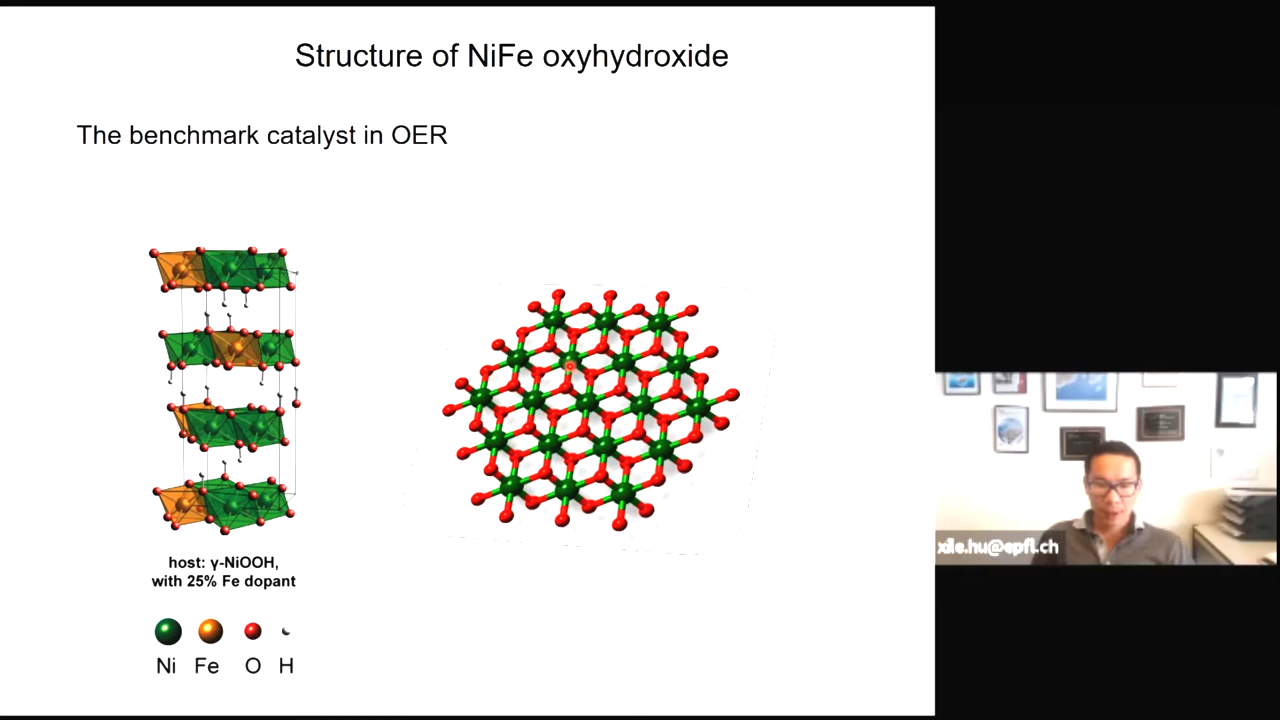 Structure of NiFe oxyhydroxide
The benchmark catalyst in OER
host: γ-NiOOH,
with 25% Fe dopant
Ni Fe O H
xile.hu@epfl.ch